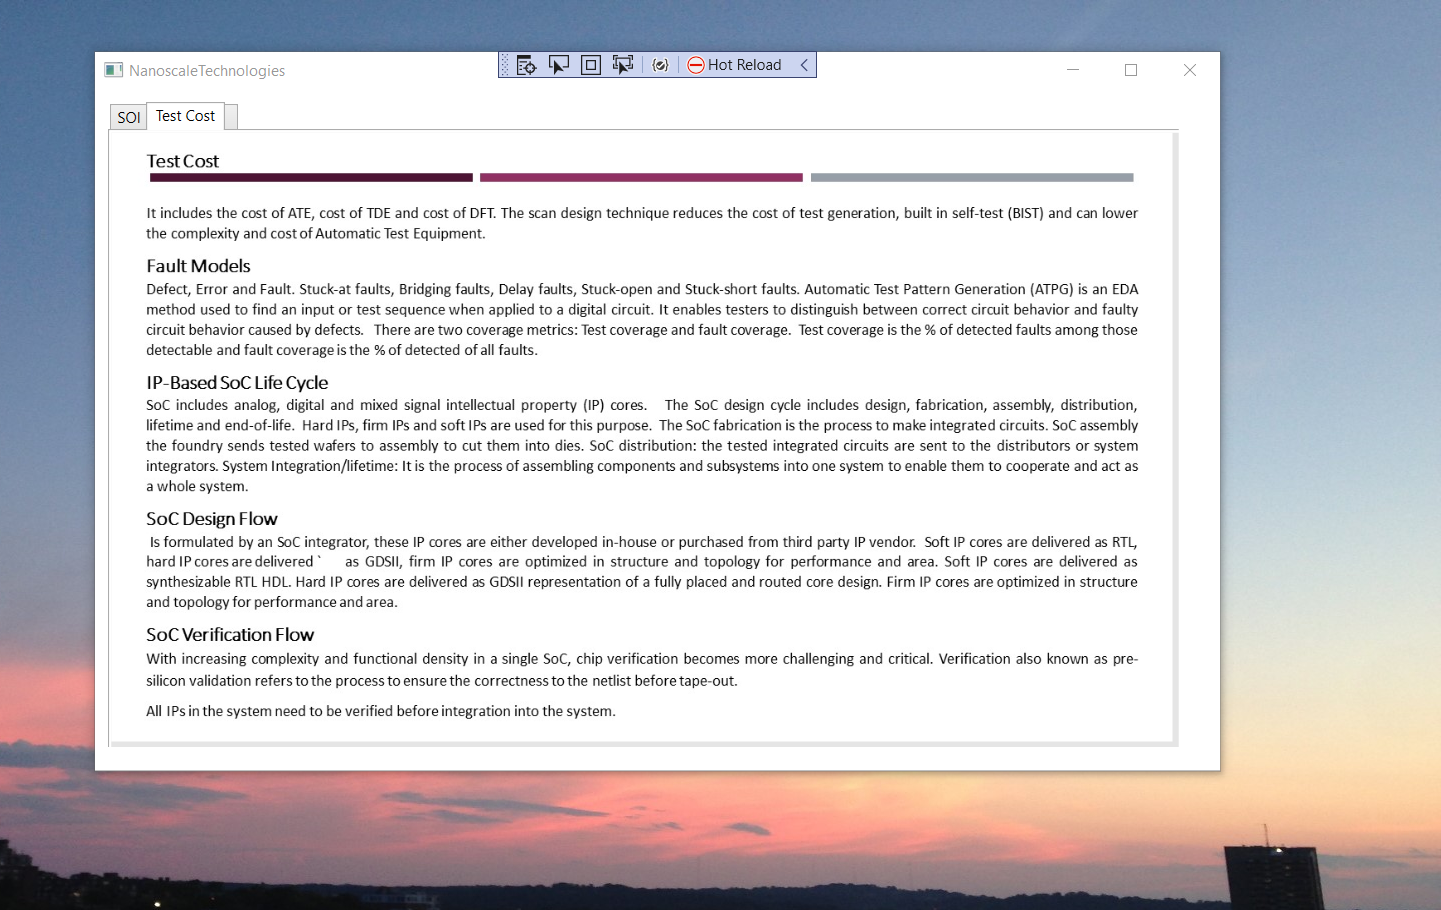 NanoscaleTechnologies
Hot Reload
SOI
Test Cost
Test Cost
It includes the cost of ATE, cost of TDE and cost of DFT. The scan design technique reduces the cost of test generation, built in self-test (BIST) and can lower
the complexity and cost of Automatic Test Equipment.
Fault Models
Defect, Error and Fault. Stuck-at faults, Bridging faults, Delay faults, Stuck-open and Stuck-short faults. Automatic Test Pattern Generation (ATPG) is an EDA
method used to find an input or test sequence when applied to a digital circuit. It enables testers to distinguish between correct circuit behavior and faulty
circuit behavior caused by defects. There are two coverage metrics: Test coverage and fault coverage. Test coverage is the % of detected faults among those
detectable and fault coverage is the % of detected of all faults.
IP-Based SoC Life Cycle
SoC includes analog, digital and mixed signal intellectual property (IP) cores. The SoC design cycle includes design, fabrication, assembly, distribution,
lifetime and end-of-life. Hard IPs, firm IPs and soft IPs are used for this purpose. The SoC fabrication is the process to make integrated circuits. SoC assembly
the foundry sends tested wafers to assembly to cut them into dies. SoC distribution: the tested integrated circuits are sent to the distributors or system
integrators. System Integration/lifetime: It is the process of assembling components and subsystems into one system to enable them to cooperate and act as
a whole system.
SoC Design Flow
Is formulated by an SoC integrator, these IP cores are either developed in-house or purchased from third party IP vendor. Soft IP cores are delivered as RTL,
hard IP cores are delivered ` as GDSII, firm IP cores are optimized in structure and topology for performance and area. Soft IP cores are delivered as
synthesizable RTL HDL. Hard IP cores are delivered as GDSII representation of a fully placed and routed core design. Firm IP cores are optimized in structure
and topology for performance and area.
SoC Verification Flow
With increasing complexity and functional density in a single SoC, chip verification becomes more challenging and critical. Verification also known as pre-
silicon validation refers to the process to ensure the correctness to the netlist before tape-out.
All IPs in the system need to be verified before integration into the system.